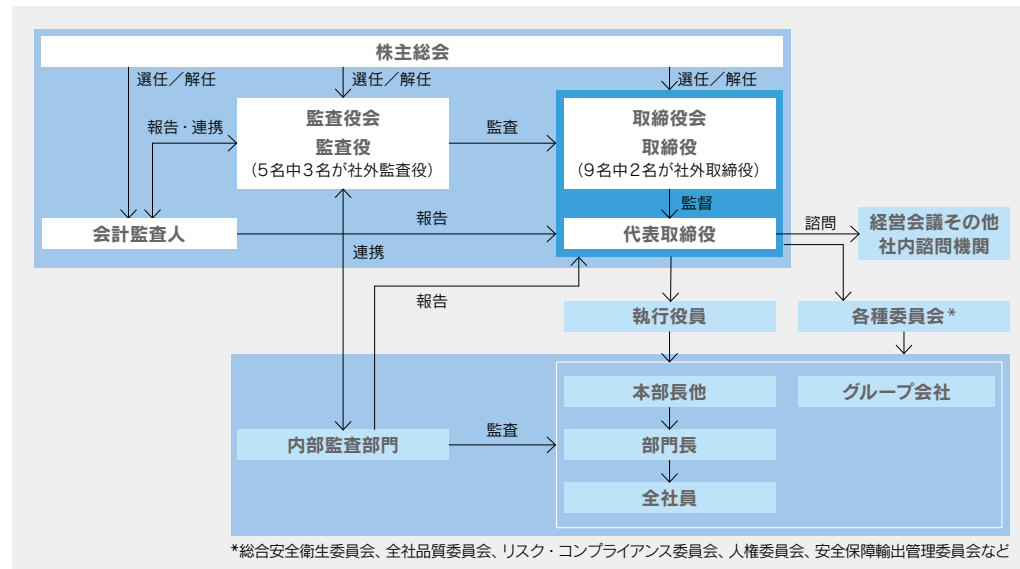 株主総会
選任／解任
選任／解任
選任／解任
監査役会
監査役
(5名中3名が社外監査役)
報告・連携
監査
取締役会
取締役
(9名中2名が社外取締役)
監督
会計監査人
報告
代表取締役
諮問
経営会議その他
社内諮問機関
連携
報告
執行役員
各種委員会*
本部長他
グループ会社
内部監査部門
監査
部門長
全社員
*総合安全衛生委員会、全社品質委員会、リスク・コンプライアンス委員会、人権委員会、安全保障輸出管理委員会など